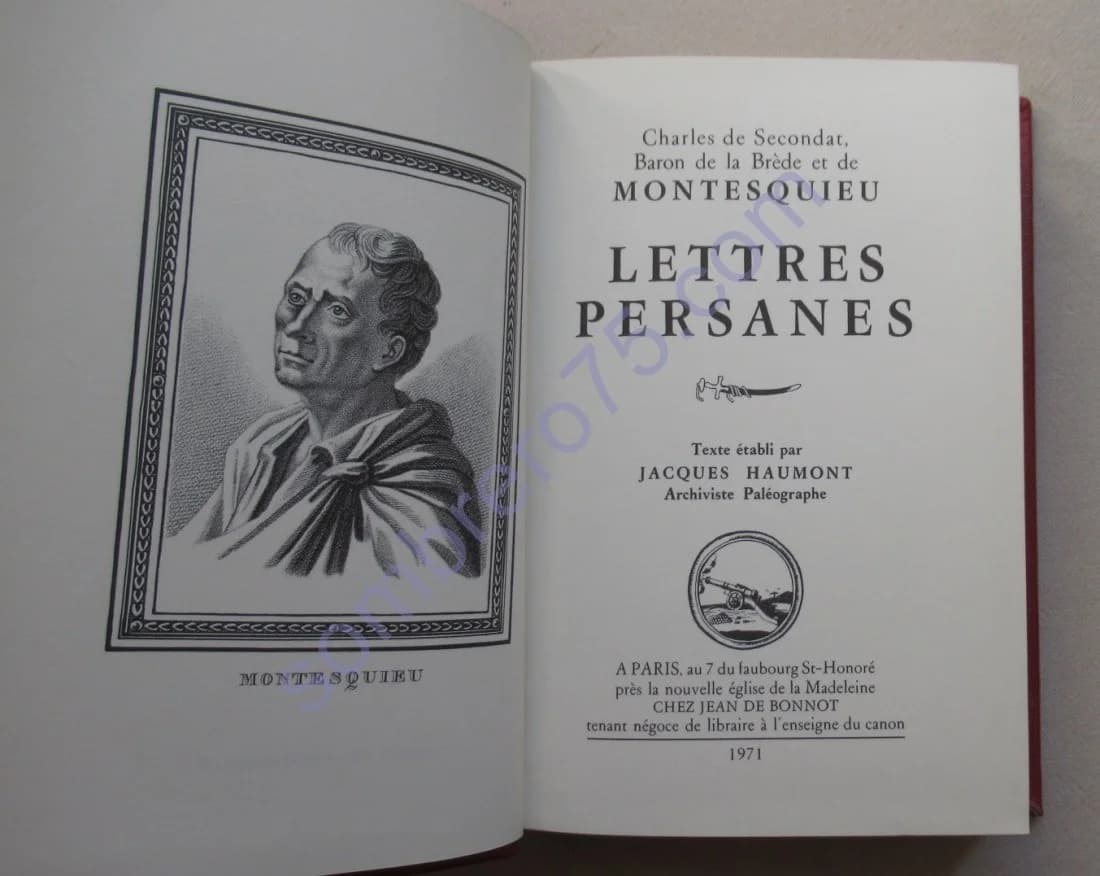 MONTESQUIEU
Charles de Secondat,
Baron de la Brède et de
MONTESQUIEU
LETTRES
PERSANES
Texte établi par
JACQUES HAUMONT
Archiviste Paléographe
A PARIS, au 7 du faubourg St-Honoré
près la nouvelle église de la Madeleine
CHEZ JEAN DE BONNOT
tenant négoce de libraire à l'enseigne du canon
1971
sombrero75.com